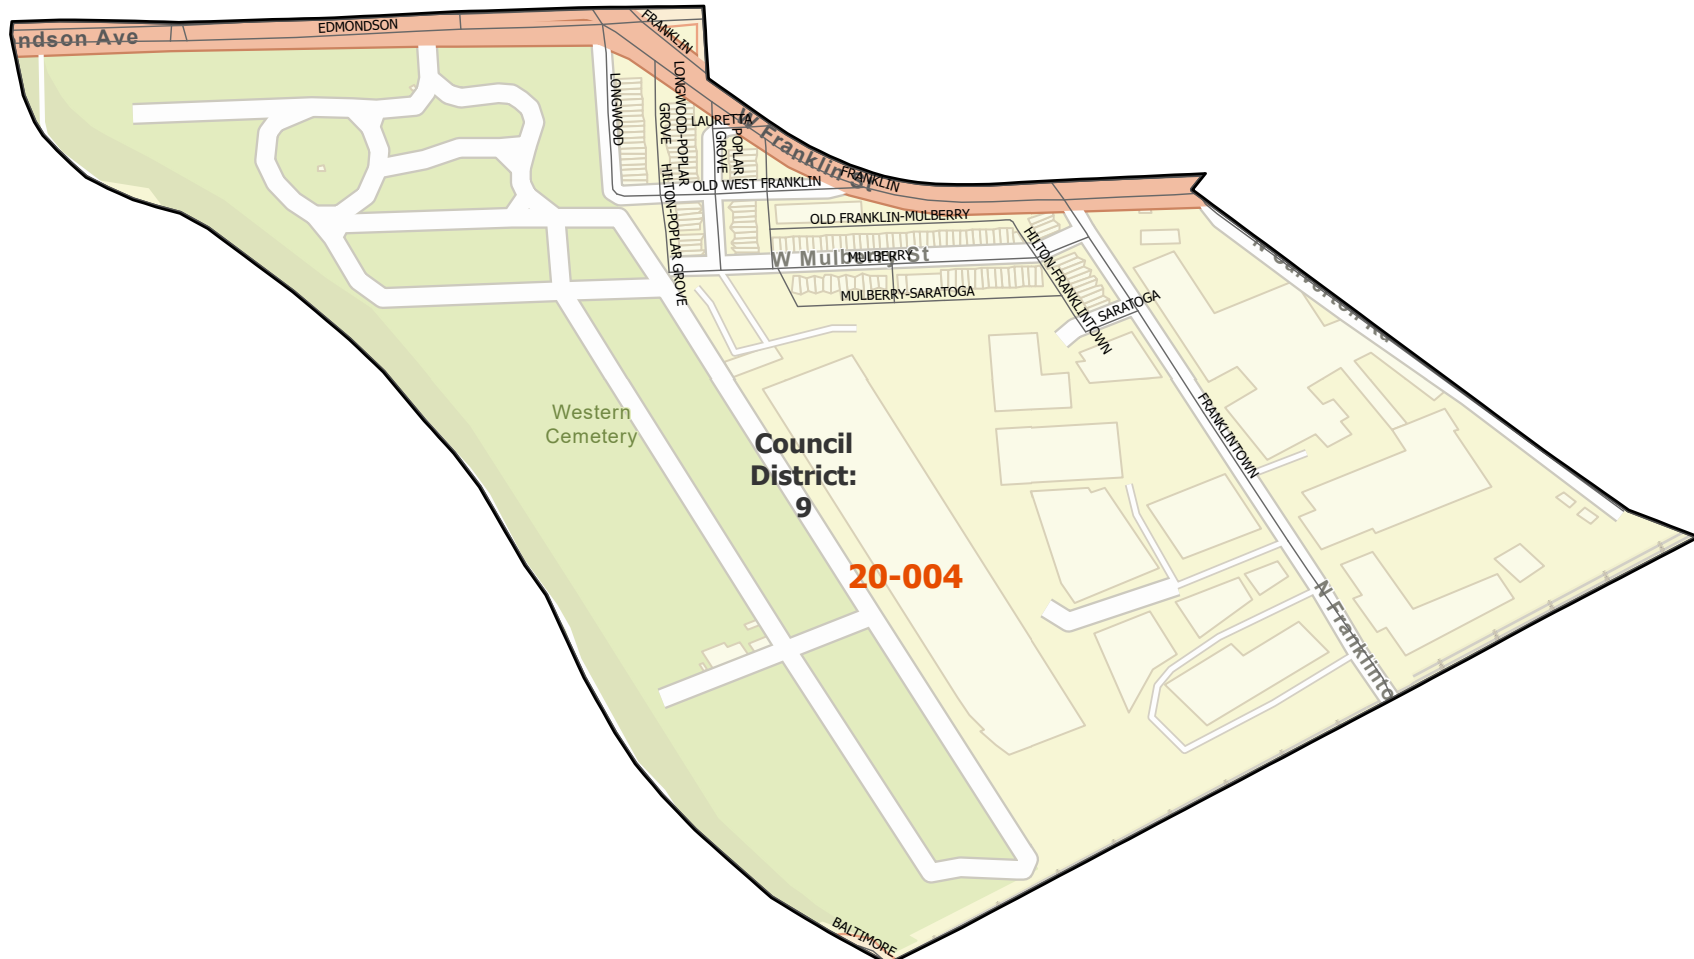 EDMONDSON
ndson Ave
FRANKLIN
LONGWOOD
LONGWOOD-POPLAR
GROVE
LAURETTA
POPLAR
GROVE
W Franklin St
FRANKLIN
HILTON-POPLAR GROVE
OLD WEST FRANKLIN
OLD FRANKLIN-MULBERRY
W Mulberry St
MULBERRY
HILTON-FRANKLINTOWN
MULBERRY-SARATOGA
SARATOGA
N Calverton Rd
FRANKLINTOWN
Western
Cemetery
Council
District:
9
20-004
N Franklinto
BALTIMORE